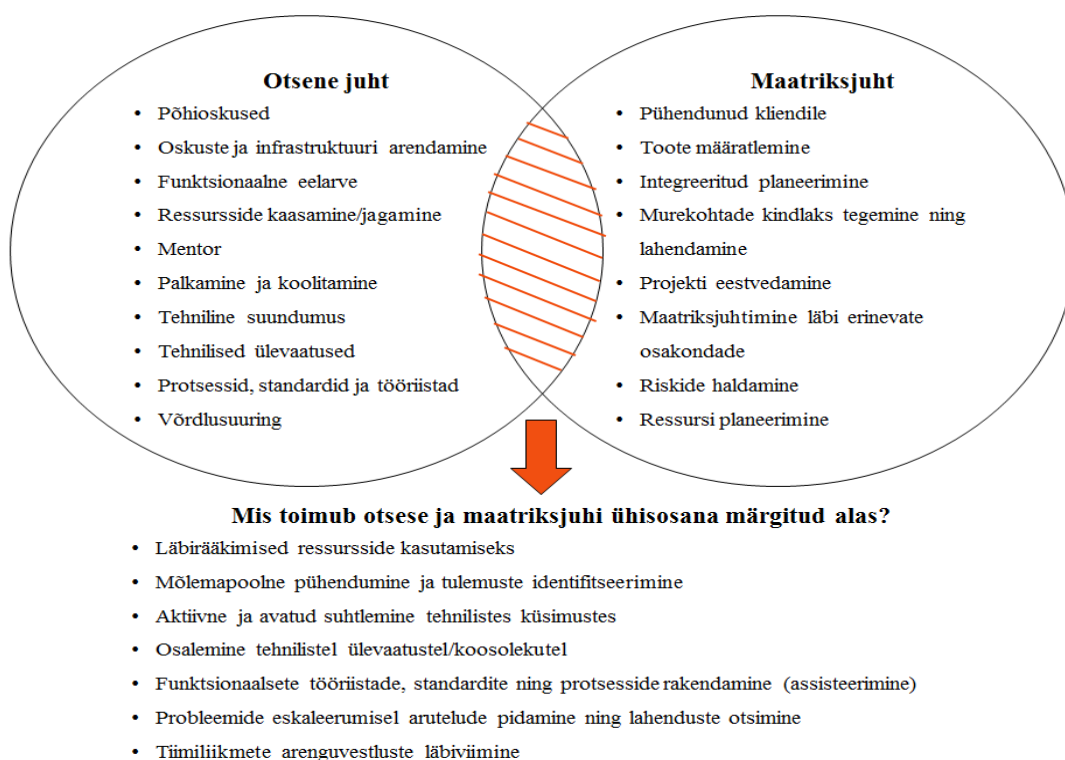 Otsene juht
• Põhioskused
• Oskuste ja infrastruktuuri arendamine
• Funktsionaalne eelarve
• Ressursside kaasamine/jagamine
• Mentor
• Palkamine ja koolitamine
• Tehniline suundumus
• Tehnilised ülevaatused
• Protsessid, standardid ja tööriistad
• Võrdlusuuring
Maatriksjuht
• Pühendunud kliendile
• Toote määratlemine
• Integreeritud planeerimine
• Murekohtade kindlaks tegemine ning
lahendamine
• Projekti eestvedamine
• Maatriksjuhtimine läbi erinevate
osakondade
• Riskide haldamine
• Ressursi planeerimine
Mis toimub otsese ja maatriksjuhi ühisosana märgitud alas?
• Läbirääkimised ressursside kasutamiseks
• Mõlemapoolne pühendumine ja tulemuste identifitseerimine
• Aktiivne ja avatud suhtlemine tehnilistes küsimustes
• Osalemine tehnilistel ülevaatustel/koosolekutel
• Funktsionaalsete tööriistade, standardite ning protsesside rakendamine (assisteerimine)
• Probleemide eskaleerumisel arutelude pidamine ning lahenduste otsimine
• Tiimiliikmete arenguvestluste läbiviimine